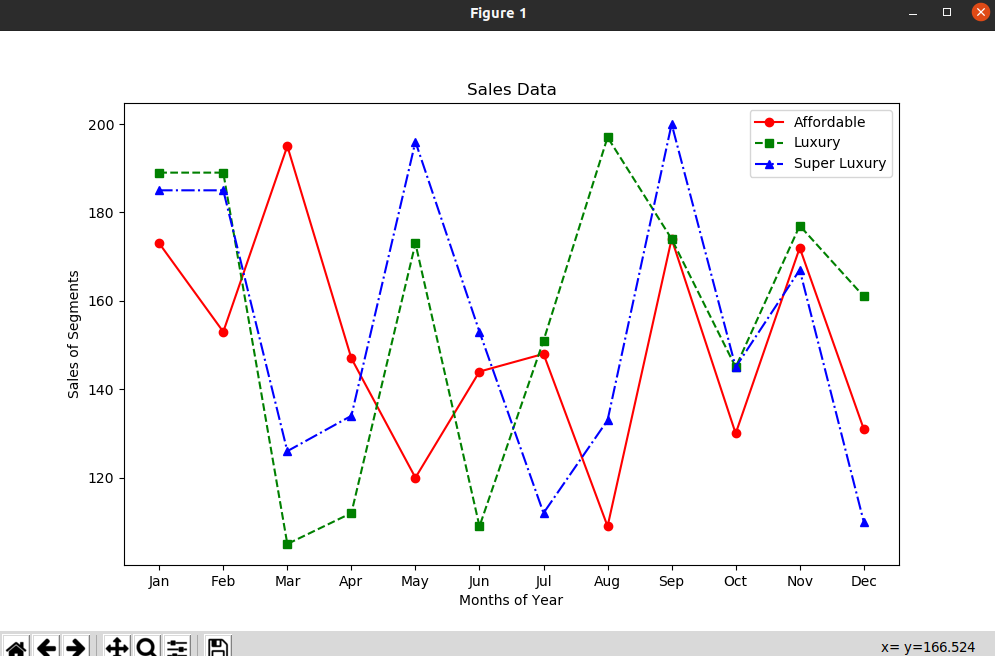 Figure 1
Sales Data
Affordable
Luxury
Super Luxury
200
180
160
140
120
Sales of Segments
Jan Feb Mar Apr May Jun Jul Aug Sep Oct Nov Dec
Months of Year
x= y=166.524